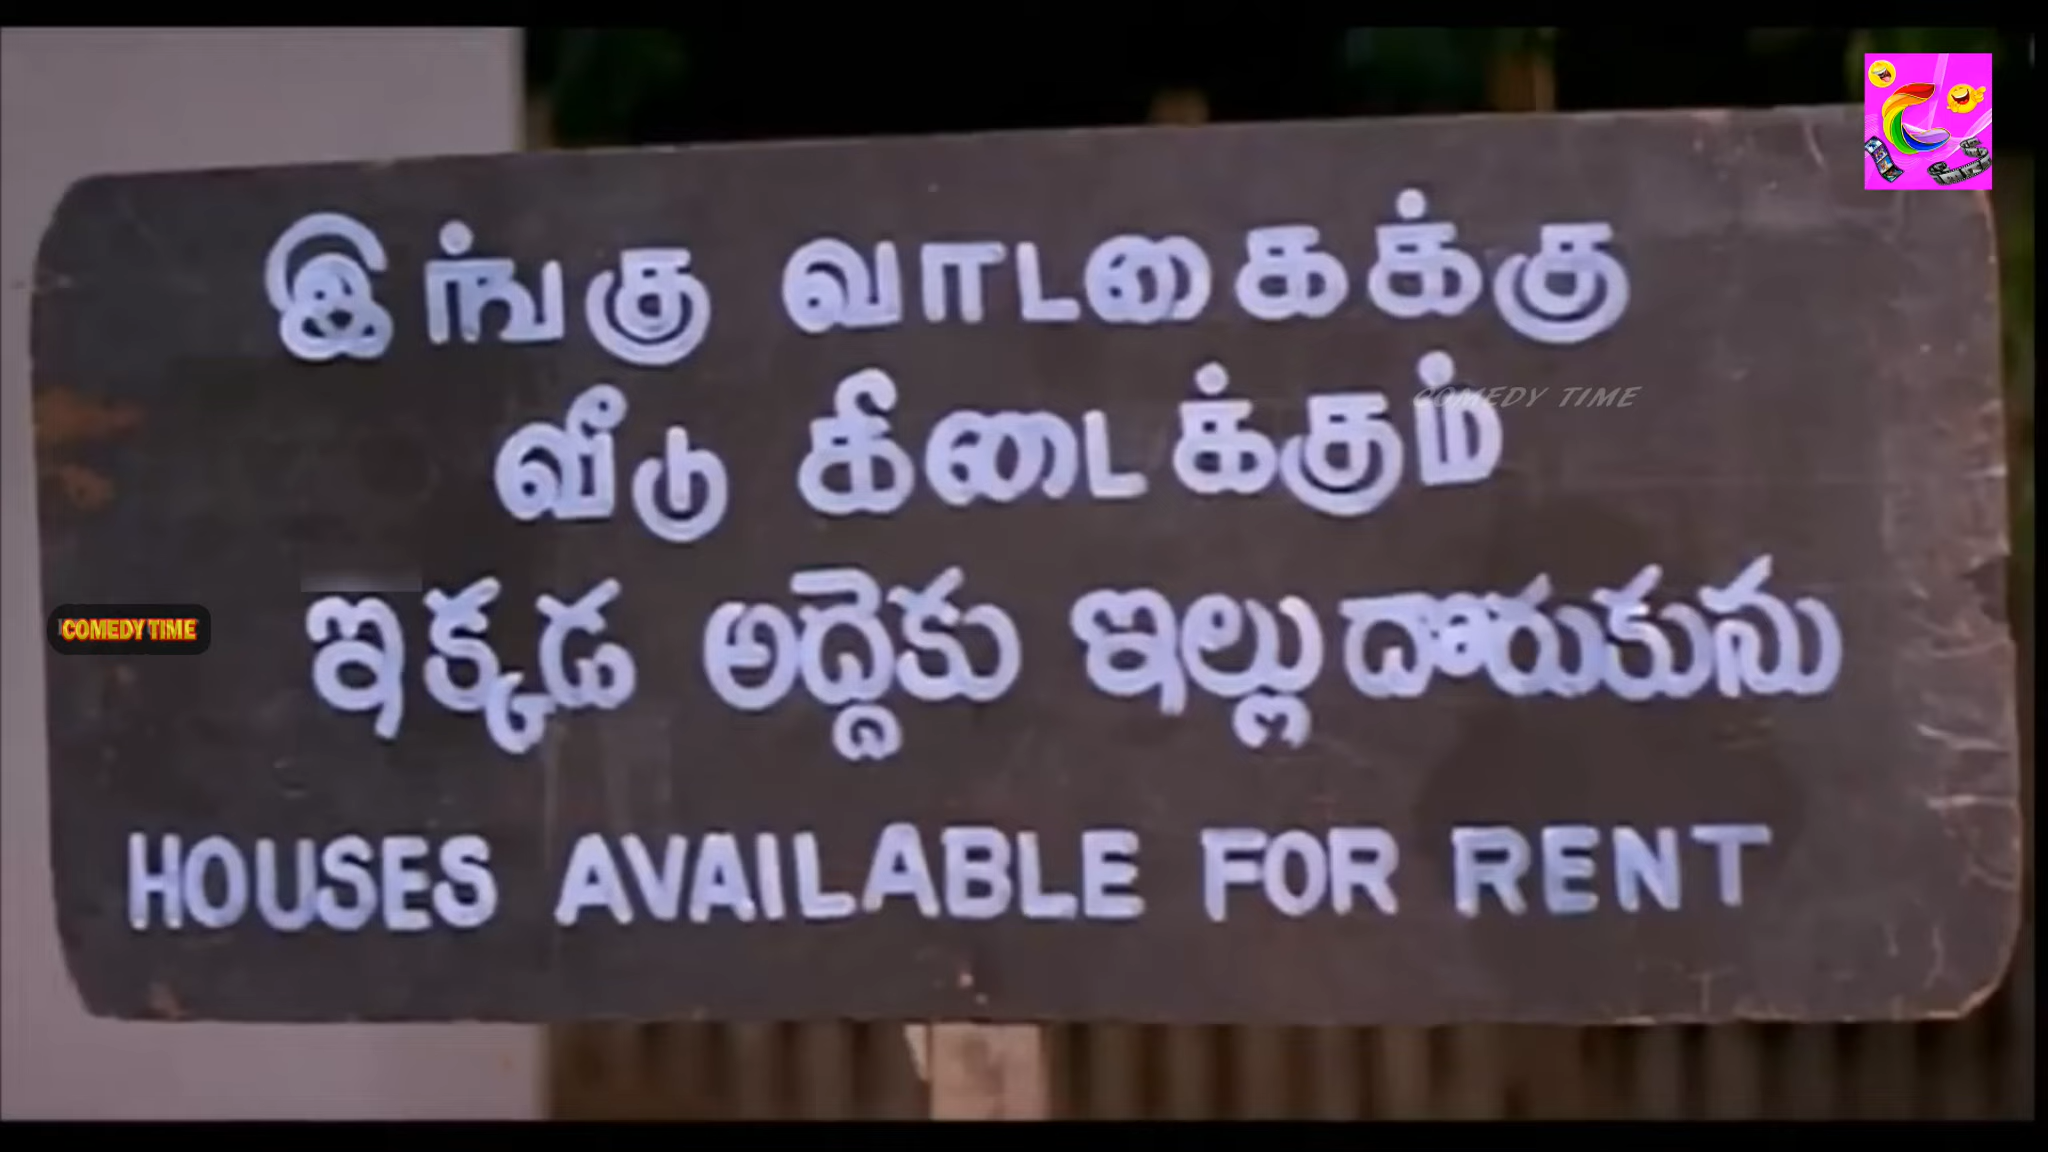 இங்கு வாடகைக்கு
வீடு கிடைக்கும்
COMEDY TIME
ఇక్కడ అద్దెకు ఇల్లు దొరుకును
COMEDY TIME
HOUSES AVAILABLE FOR RENT